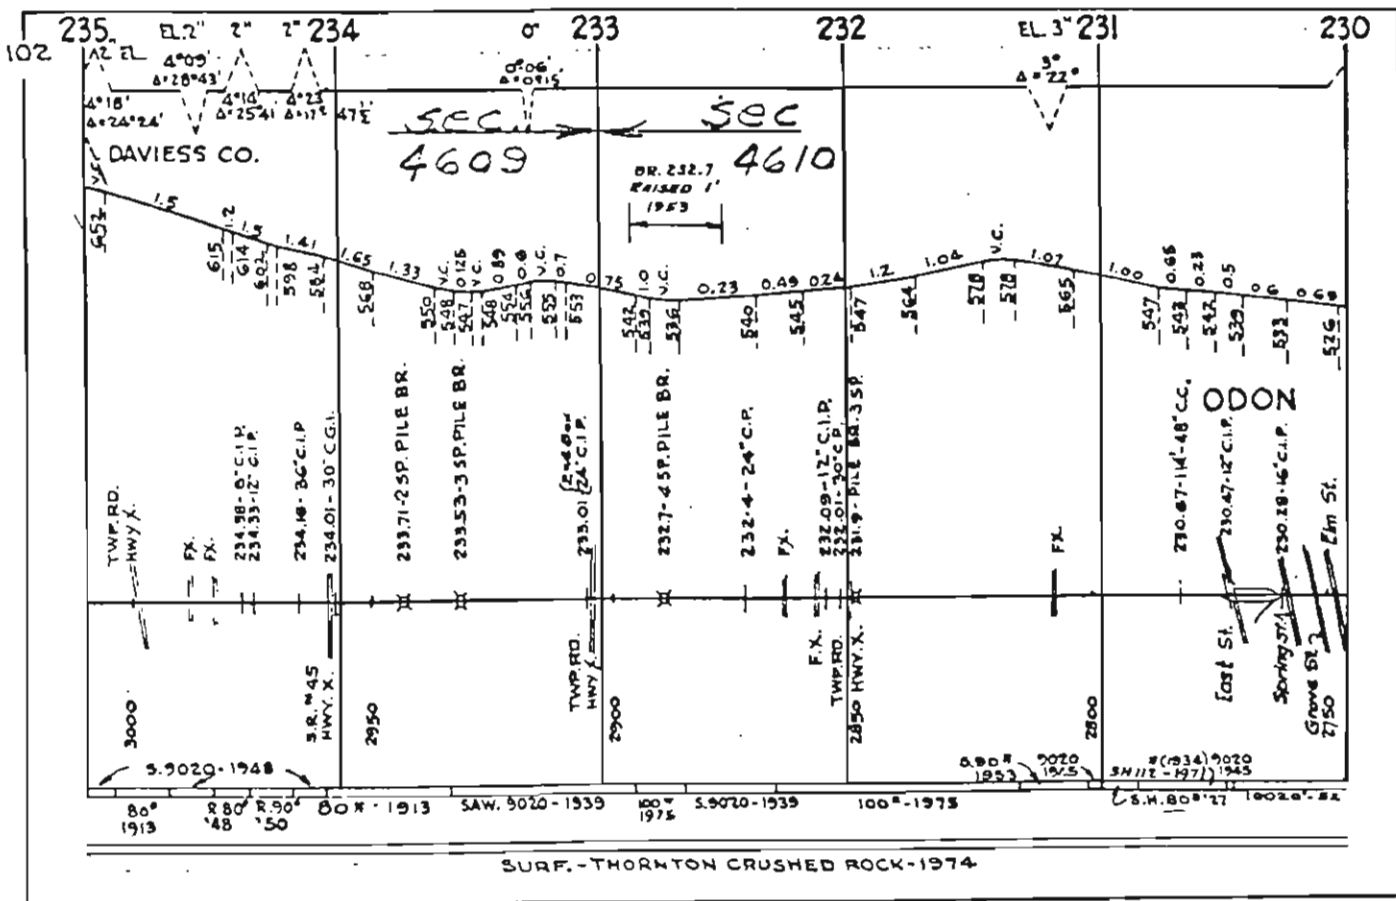 235 EL.2" 2" 2" 234 0" 233 232 EL 3" 231 230
102
4°09'
Δ=28°43'
0°06'
Δ=0°15'
3°
Δ=22°
4°18'
Δ=24°24'
4°14'
Δ=25°41'
4°23'
SEC.
4609
SEC
4610
DAVIESS CO.
BR. 232.7
RAISED 1'
1953
V.C. 1.5 1.2 1.41 1.65 1.33 V.C. 0.126 V.C. 0.89 0.8 V.C. 0.7 0.75 1.0 V.C. 0.23 0.49 0.24 1.2 1.04 V.C. 1.07 1.00 0.65 0.23 0.5 0.6 0.69
652 615 614 602 598 584 568 550 548 547 548 554 556 555 553 542 539 536 540 545 547 564 578 578 565 547 543 542 539 533 526
ODON
TWP. RD.
HWY X.
FX.
FX.
234.98-8" C.I.P.
234.33-12" C.I.P.
234.18-36" C.I.P
234.01-30" C.G.I.
233.71-2 SP. PILE BR.
233.53-3 SP. PILE BR.
233.01 24" C.I.P.
232.7-4 SP. PILE BR.
232.4-24" C.P.
FX.
232.09-12" C.I.P.
232.01-30" C.P.
231.9-PILE BR. 3 SP.
FX.
230.67-114'-48" C.C.
230.47-12" C.I.P.
230.28-16" C.I.P.
Elm St.
S.R. #45
HWY. X.
TWP. RD.
HWY X.
F.X.
TWP. RD.
HWY. X.
East St.
Spring St.
Grove St.
3000 2950 2900 2850 2800 2750
S.9020-1948
S.90#
1953
9020
1945
#(1934) 9020
SH112-1971) 1945
80#
1913
R.80#
'48
R.90#
'50
80#-1913
SAW. 9020-1939
100#
1975
S.9020-1939
100#-1975
S.H. 80#'27
10020'-52
SURF.-THORNTON CRUSHED ROCK-1974